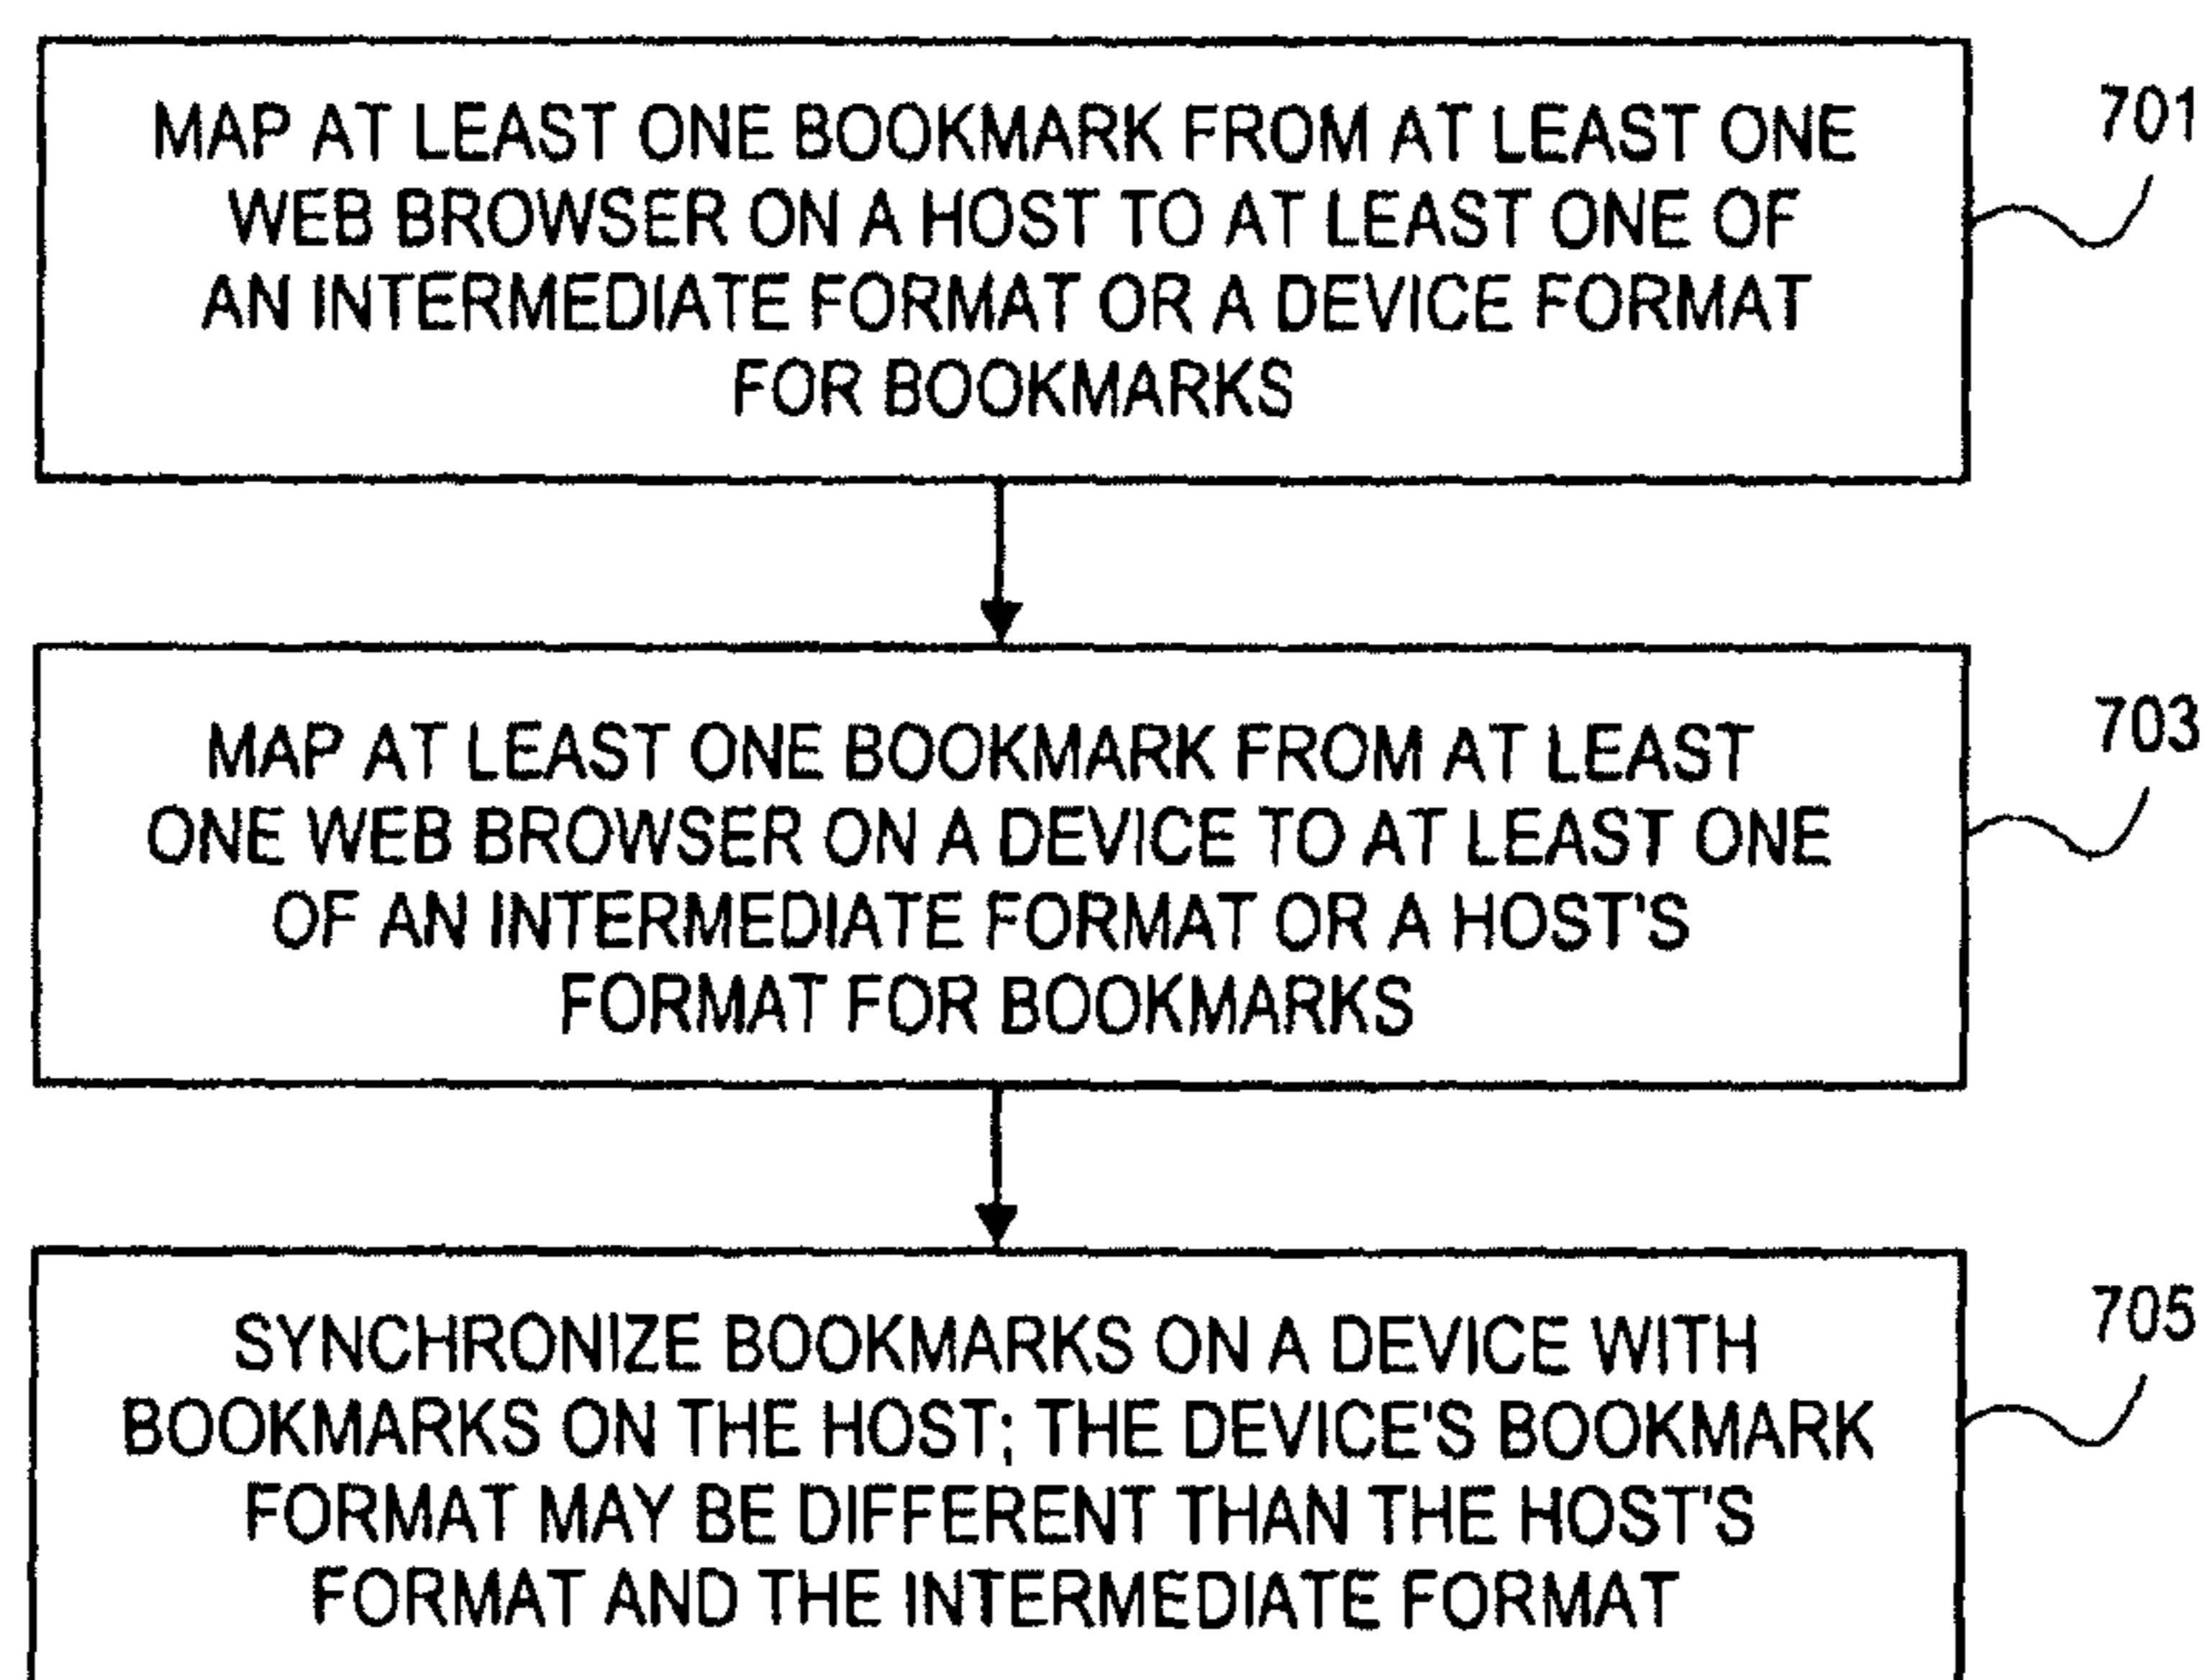 MAP AT LEAST ONE BOOKMARK FROM AT LEAST ONE
WEB BROWSER ON A HOST TO AT LEAST ONE OF
AN INTERMEDIATE FORMAT OR A DEVICE FORMAT
FOR BOOKMARKS
701
MAP AT LEAST ONE BOOKMARK FROM AT LEAST
ONE WEB BROWSER ON A DEVICE TO AT LEAST ONE
OF AN INTERMEDIATE FORMAT OR A HOST'S
FORMAT FOR BOOKMARKS
703
SYNCHRONIZE BOOKMARKS ON A DEVICE WITH
BOOKMARKS ON THE HOST; THE DEVICE'S BOOKMARK
FORMAT MAY BE DIFFERENT THAN THE HOST'S
FORMAT AND THE INTERMEDIATE FORMAT
705